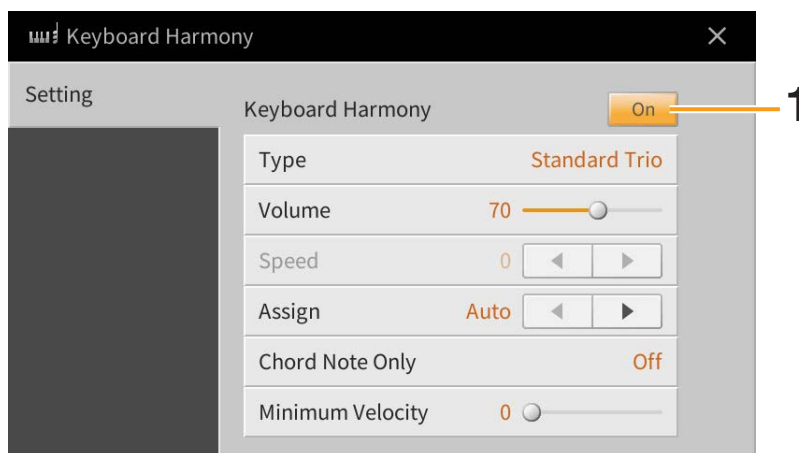 Keyboard Harmony
Setting
Keyboard Harmony On
1
Type Standard Trio
Volume 70
Speed 0
Assign Auto
Chord Note Only Off
Minimum Velocity 0